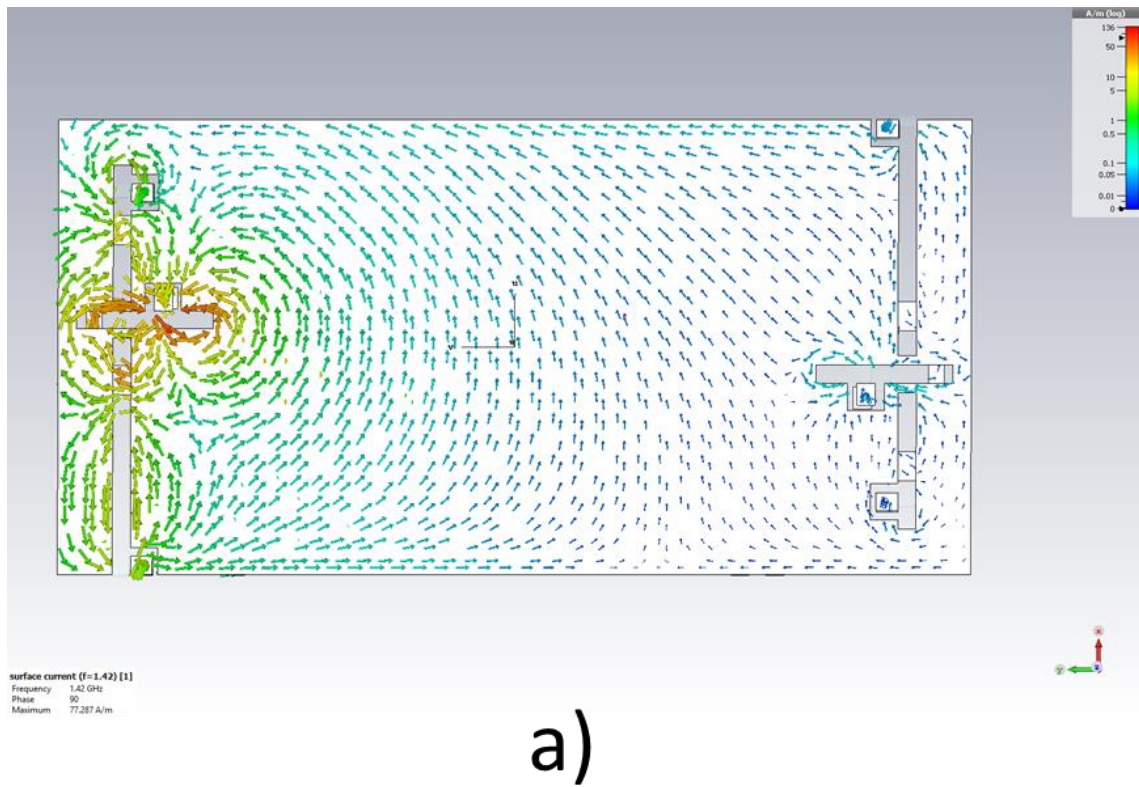 A/m (log)
136
50
10
5
1
0.5
0.1
0.05
0.01
0
u
v
w
x
y
z
surface current (f=1.42) [1]
Frequency 1.42 GHz
Phase 90
Maximum 77.287 A/m
a)